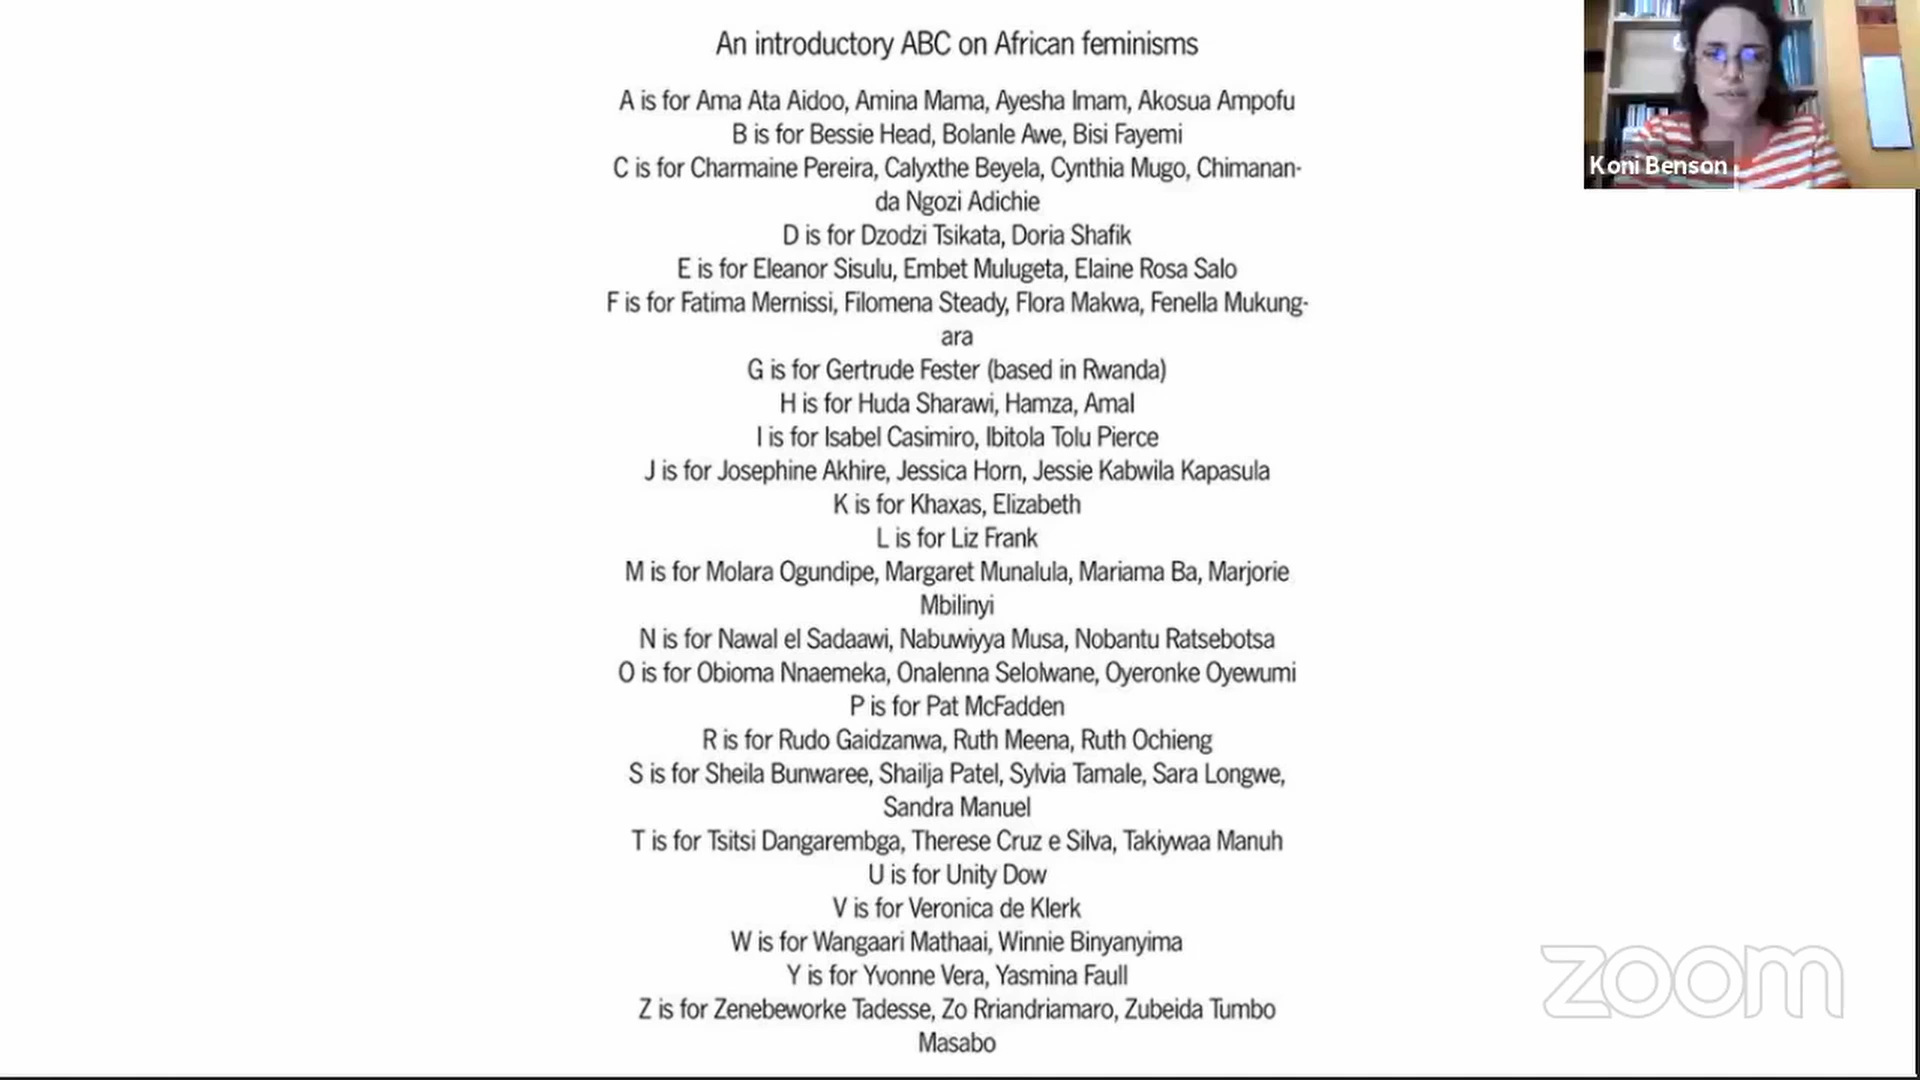 An introductory ABC on African feminisms
A is for Ama Ata Aidoo, Amina Mama, Ayesha Imam, Akosua Ampofu
B is for Bessie Head, Bolanle Awe, Bisi Fayemi
C is for Charmaine Pereira, Calyxthe Beyela, Cynthia Mugo, Chimanan-
da Ngozi Adichie
D is for Dzodzi Tsikata, Doria Shafik
E is for Eleanor Sisulu, Embet Mulugeta, Elaine Rosa Salo
F is for Fatima Mernissi, Filomena Steady, Flora Makwa, Fenella Mukung-
ara
G is for Gertrude Fester (based in Rwanda)
H is for Huda Sharawi, Hamza, Amal
I is for Isabel Casimiro, Ibitola Tolu Pierce
J is for Josephine Akhire, Jessica Horn, Jessie Kabwila Kapasula
K is for Khaxas, Elizabeth
L is for Liz Frank
M is for Molara Ogundipe, Margaret Munalula, Mariama Ba, Marjorie
Mbilinyi
N is for Nawal el Sadaawi, Nabuwiyya Musa, Nobantu Ratsebotsa
O is for Obioma Nnaemeka, Onalenna Selolwane, Oyeronke Oyewumi
P is for Pat McFadden
R is for Rudo Gaidzanwa, Ruth Meena, Ruth Ochieng
S is for Sheila Bunwaree, Shailja Patel, Sylvia Tamale, Sara Longwe,
Sandra Manuel
T is for Tsitsi Dangarembga, Therese Cruz e Silva, Takiywaa Manuh
U is for Unity Dow
V is for Veronica de Klerk
W is for Wangaari Mathaai, Winnie Binyanyima
Y is for Yvonne Vera, Yasmina Faull
Z is for Zenebeworke Tadesse, Zo Rriandriamaro, Zubeida Tumbo
Masabo
Koni Benson
zoom